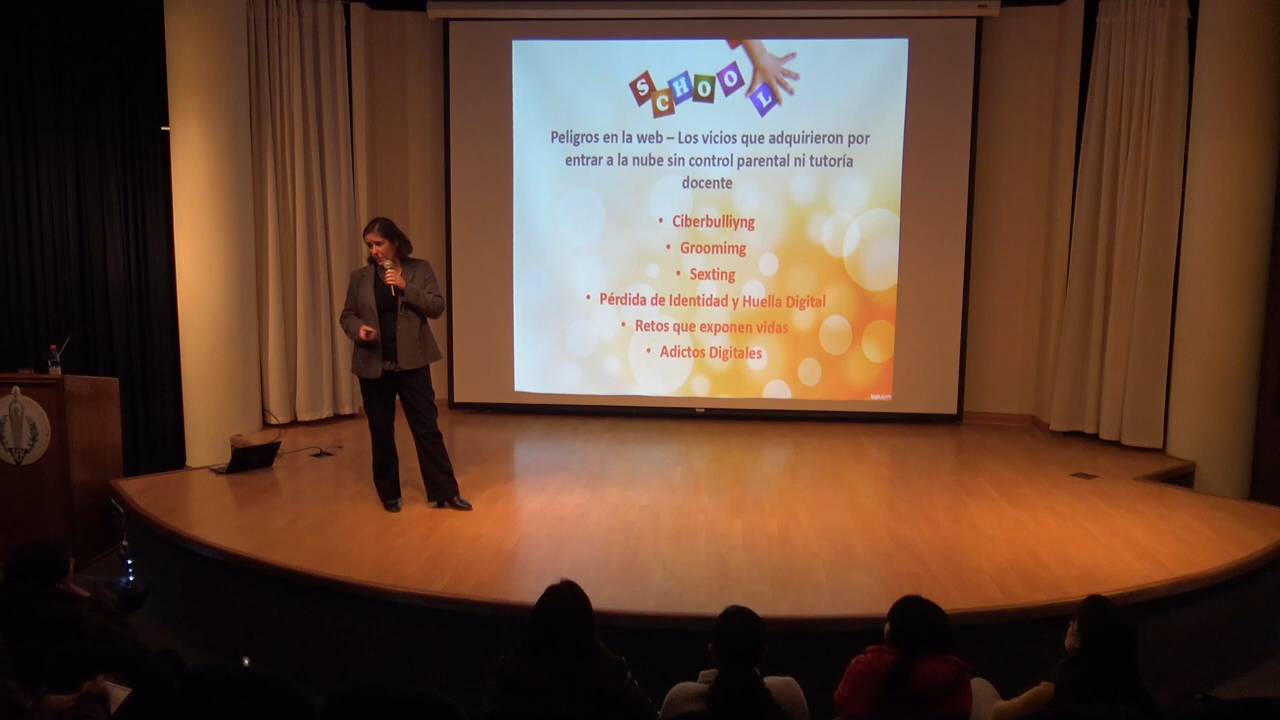 SCHOOL
Peligros en la web – Los vicios que adquirieron por
entrar a la nube sin control parental ni tutoría
docente
• Ciberbulliyng
• Groomimg
• Sexting
• Pérdida de Identidad y Huella Digital
• Retos que exponen vidas
• Adictos Digitales